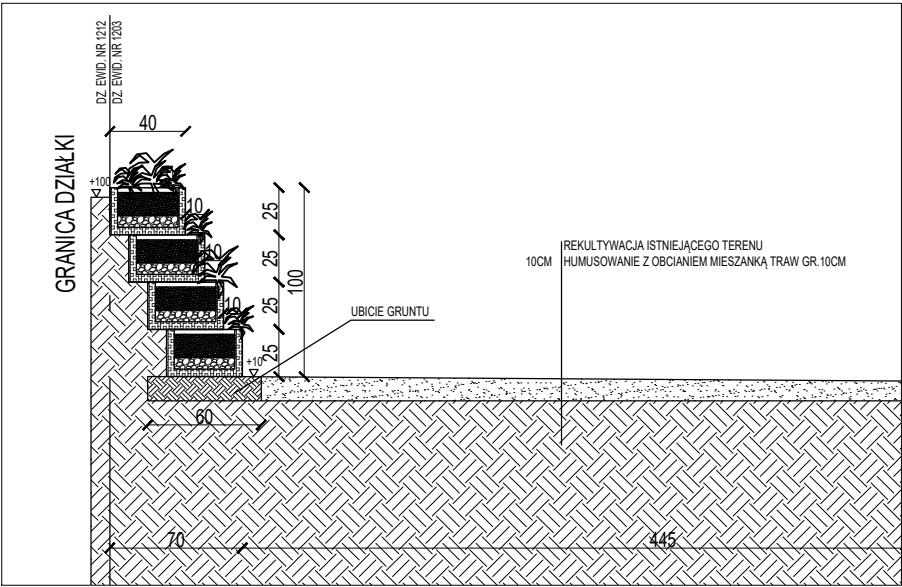 DZ. EWID. NR 1212
DZ. EWID. NR 1203
GRANICA DZIAŁKI
40
+100
10
10
10
25
25
25
25
100
+10
UBICIE GRUNTU
REKULTYWACJA ISTNIEJĄCEGO TERENU
10CM HUMUSOWANIE Z OBCIANIEM MIESZANKĄ TRAW GR.10CM
60
70
445